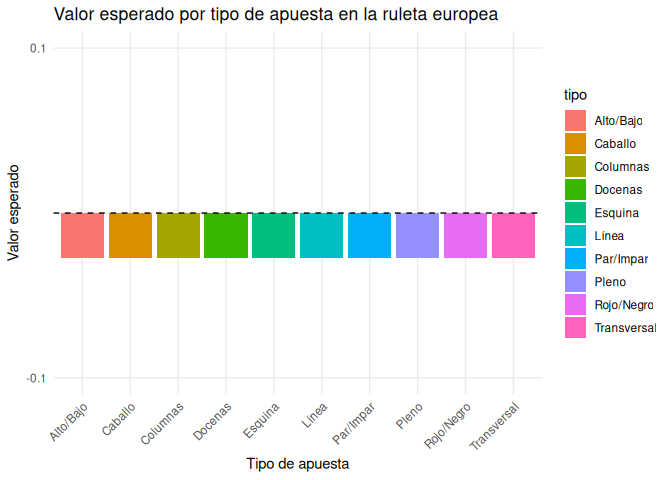 Valor esperado por tipo de apuesta en la ruleta europea
0.1
-0.1
Valor esperado
Alto/Bajo
Caballo
Columnas
Docenas
Esquina
Línea
Par/Impar
Pleno
Rojo/Negro
Transversal
Tipo de apuesta
tipo
Alto/Bajo
Caballo
Columnas
Docenas
Esquina
Línea
Par/Impar
Pleno
Rojo/Negro
Transversal